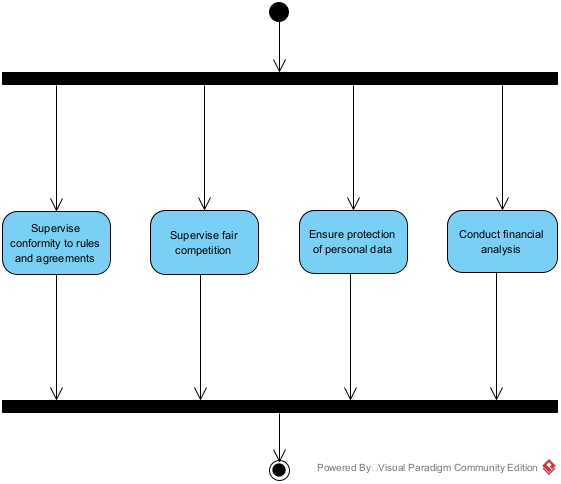 Supervise
conformity to rules
and agreements
Supervise fair
competition
Ensure protection
of personal data
Conduct financial
analysis
Powered By Visual Paradigm Community Edition